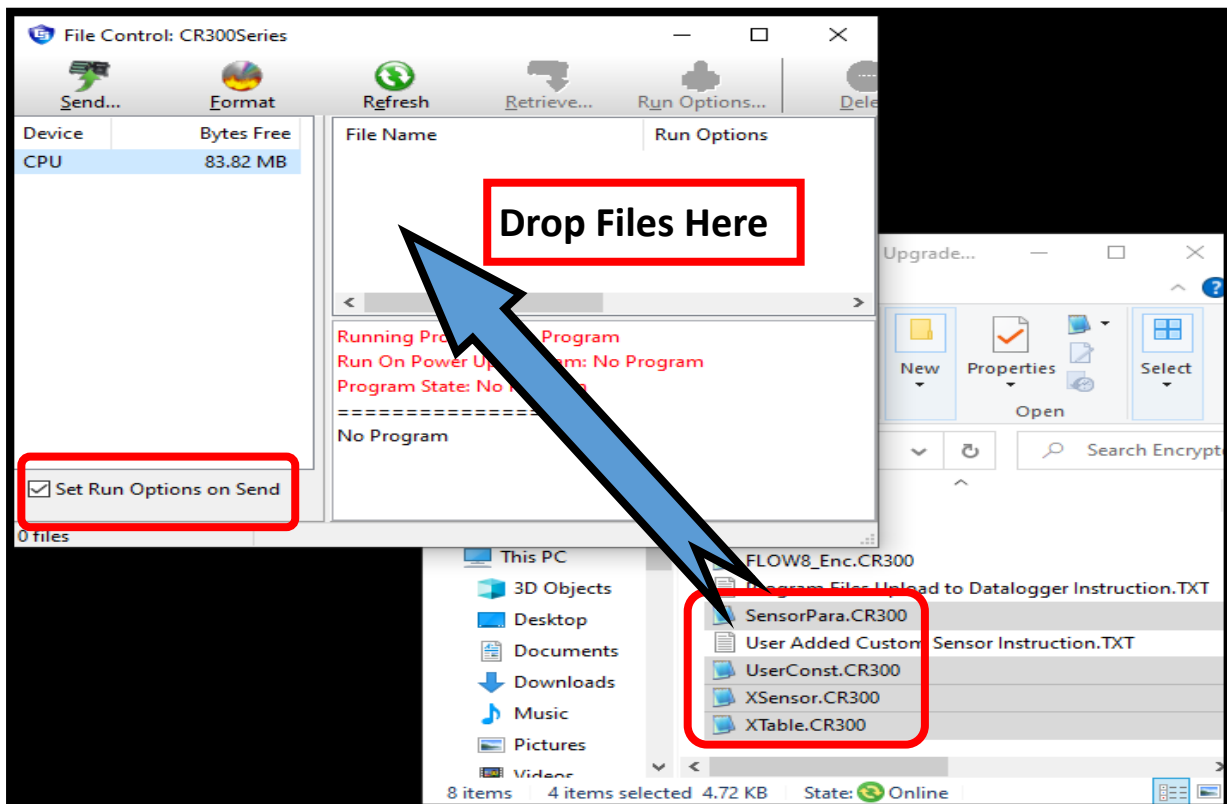 File Control: CR300Series
Send... Format Refresh Retrieve... Run Options... Dele
Device Bytes Free
CPU 83.82 MB
File Name Run Options
Drop Files Here
Running Pro Program
Run On Power Up am: No Program
Program State: No
==================
No Program
Set Run Options on Send
0 files
Upgrade...
New Properties Select
Open
Search Encrypt
This PC
3D Objects
Desktop
Documents
Downloads
Music
Pictures
Videos
FLOW8_Enc.CR300
Program Files Upload to Datalogger Instruction.TXT
SensorPara.CR300
User Added Custom Sensor Instruction.TXT
UserConst.CR300
XSensor.CR300
XTable.CR300
8 items 4 items selected 4.72 KB State: Online